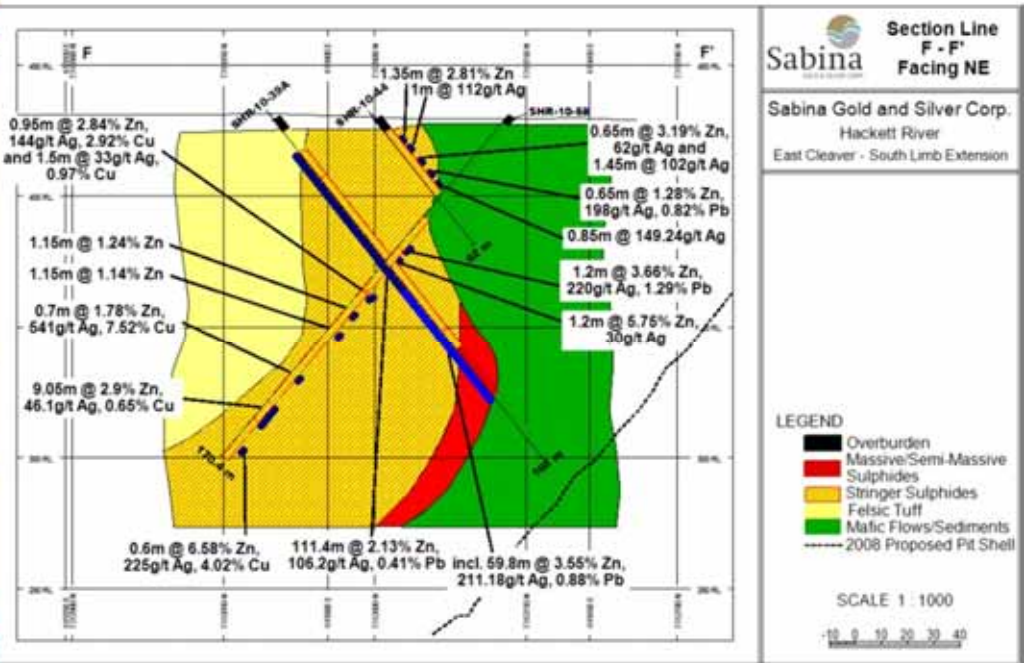 F
F'
SHR-10-39A
SHR-10-44
SHR-10-58
1.35m @ 2.81% Zn
1m @ 112g/t Ag
0.95m @ 2.84% Zn,
144g/t Ag, 2.92% Cu
and 1.5m @ 33g/t Ag,
0.97% Cu
1.15m @ 1.24% Zn
1.15m @ 1.14% Zn
0.7m @ 1.78% Zn,
541g/t Ag, 7.52% Cu
9.05m @ 2.9% Zn,
46.1g/t Ag, 0.65% Cu
0.65m @ 3.19% Zn,
62g/t Ag and
1.45m @ 102g/t Ag
0.65m @ 1.28% Zn,
198g/t Ag, 0.82% Pb
0.85m @ 149.24g/t Ag
1.2m @ 3.66% Zn,
220g/t Ag, 1.29% Pb
1.2m @ 5.75% Zn,
30g/t Ag
170.4 m
0.6m @ 6.58% Zn,
225g/t Ag, 4.02% Cu
111.4m @ 2.13% Zn,
106.2g/t Ag, 0.41% Pb
incl. 59.8m @ 3.55% Zn,
211.18g/t Ag, 0.88% Pb
Sabina
Section Line
F - F'
Facing NE
Sabina Gold and Silver Corp.
Hackett River
East Cleaver - South Limb Extension
LEGEND
Overburden
Massive/Semi-Massive
Sulphides
Stringer Sulphides
Felsic Tuff
Mafic Flows/Sediments
2008 Proposed Pit Shell
SCALE 1 : 1000
-10 0 10 20 30 40